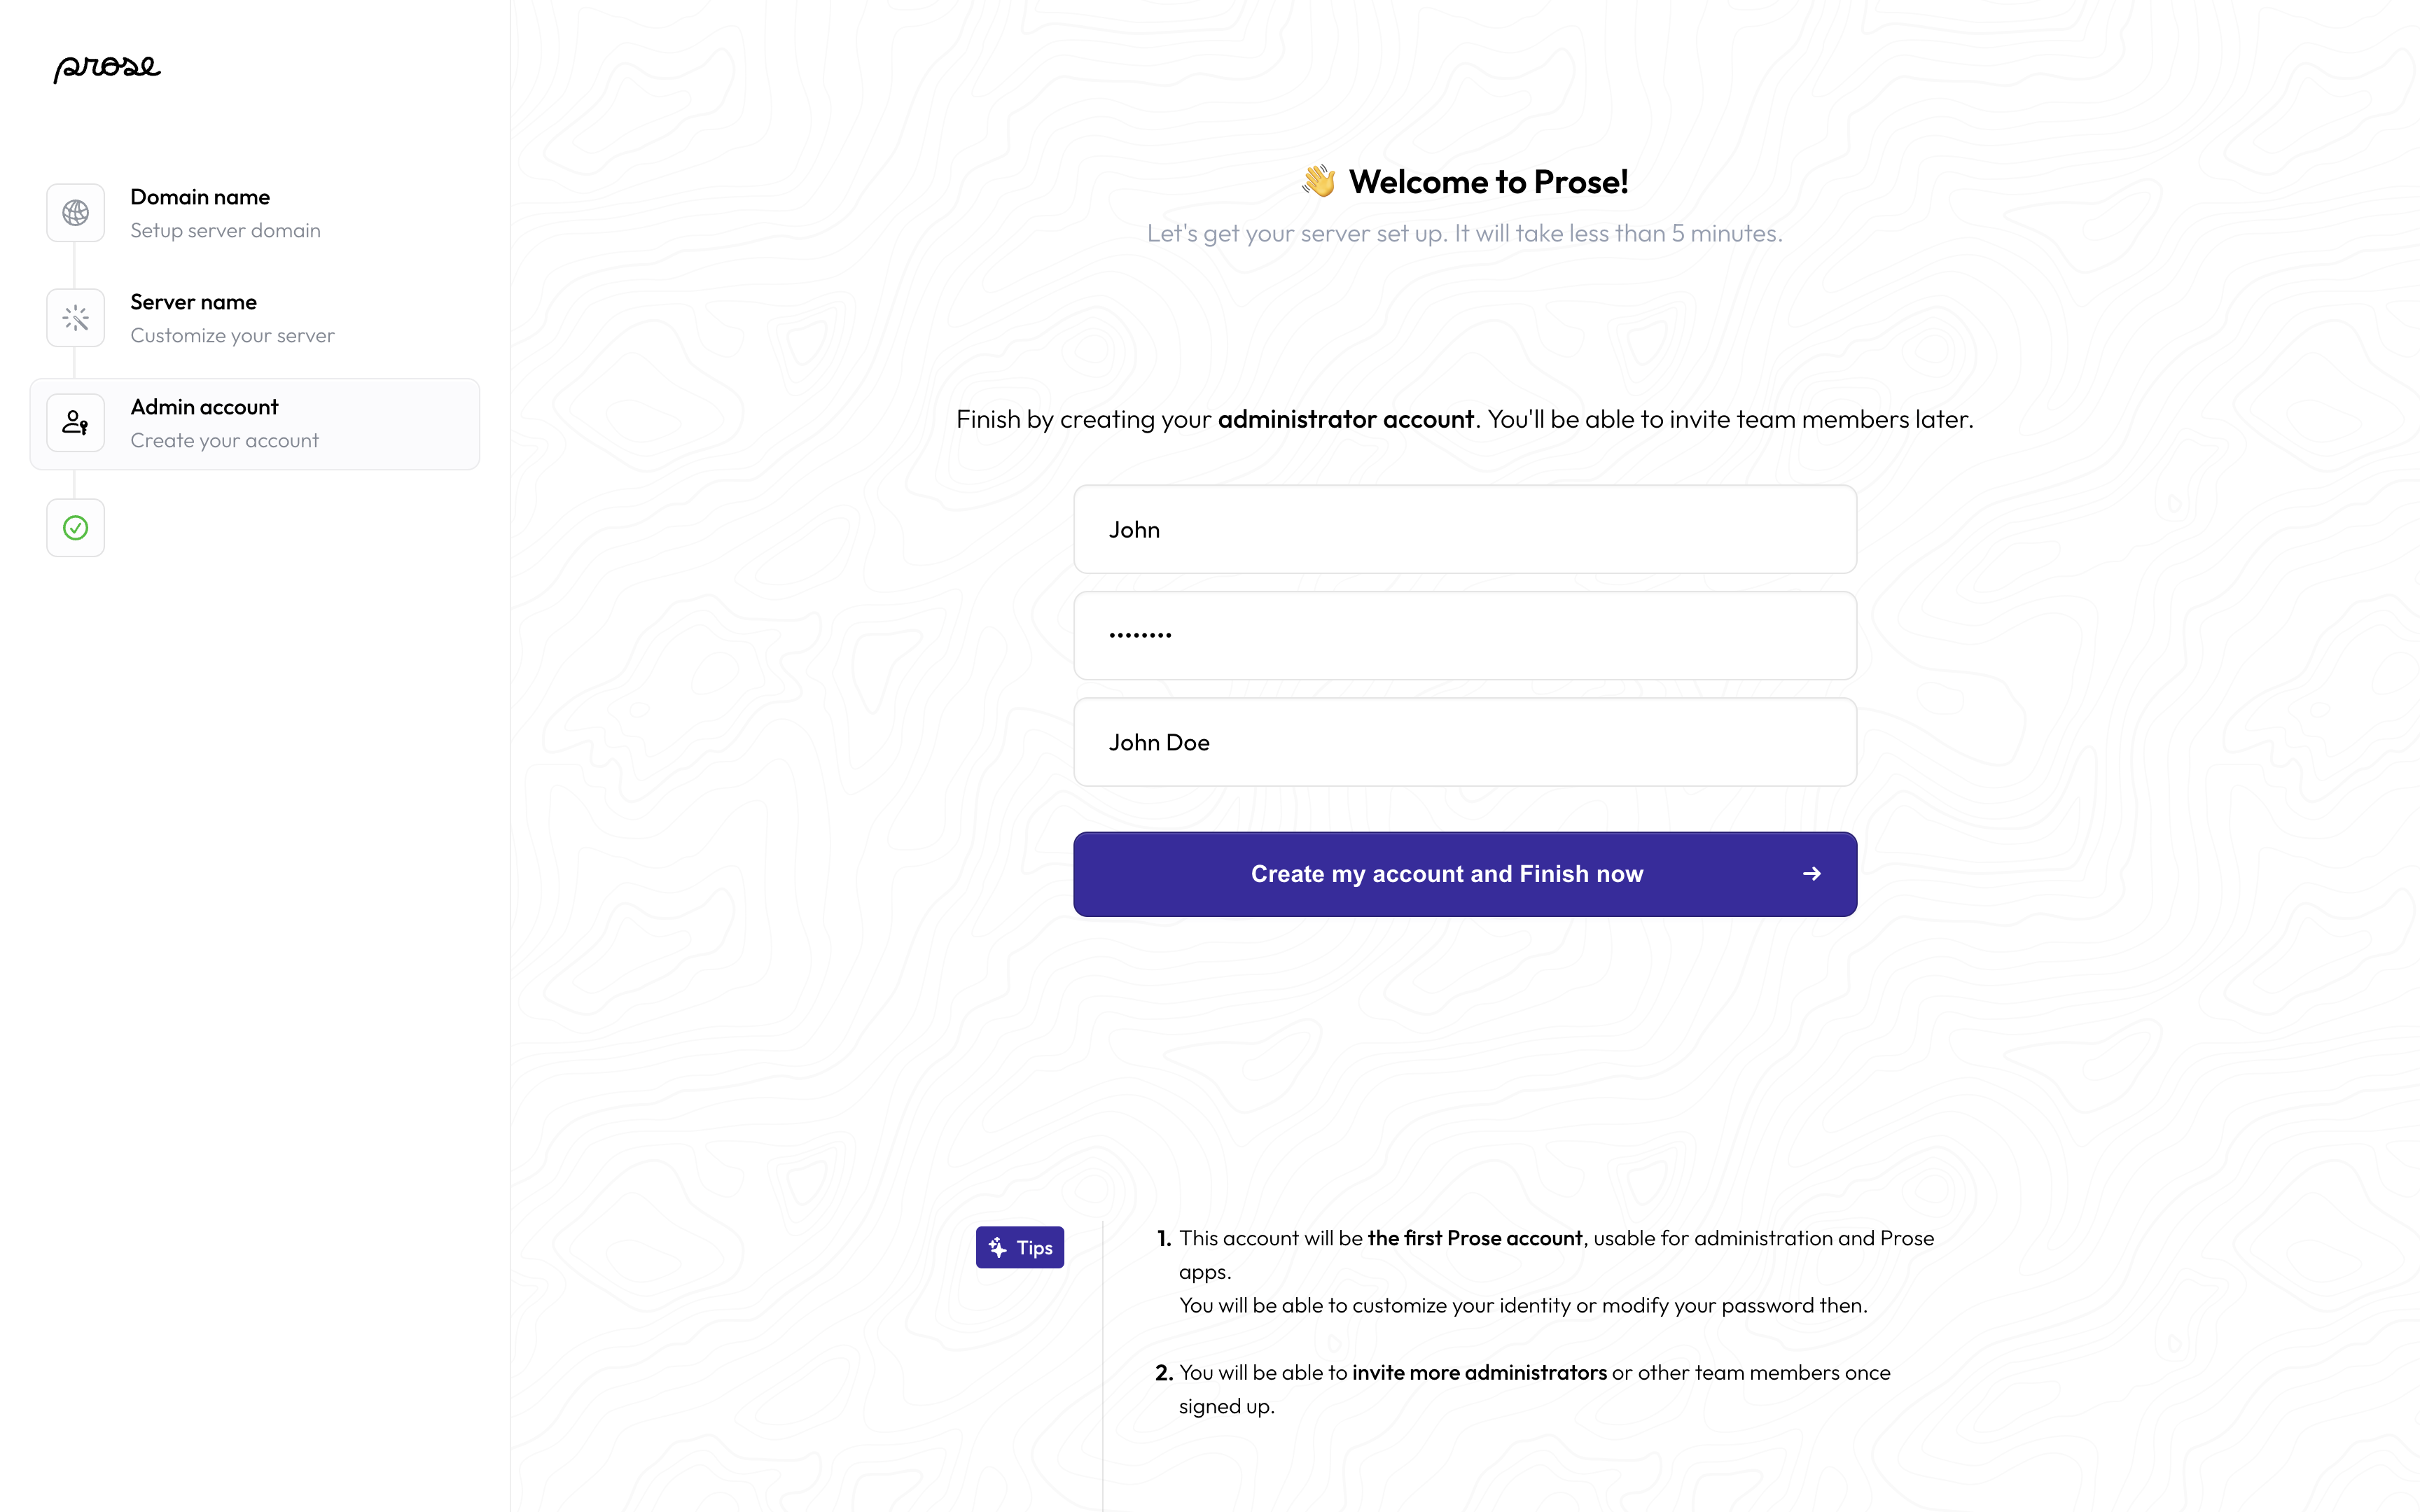 prose
Domain name
Setup server domain
Server name
Customize your server
Admin account
Create your account
👋 Welcome to Prose!
Let's get your server set up. It will take less than 5 minutes.
Finish by creating your administrator account. You'll be able to invite team members later.
John
••••••••
John Doe
Create my account and Finish now →
Tips
1. This account will be the first Prose account, usable for administration and Prose
apps.
You will be able to customize your identity or modify your password then.
2. You will be able to invite more administrators or other team members once
signed up.